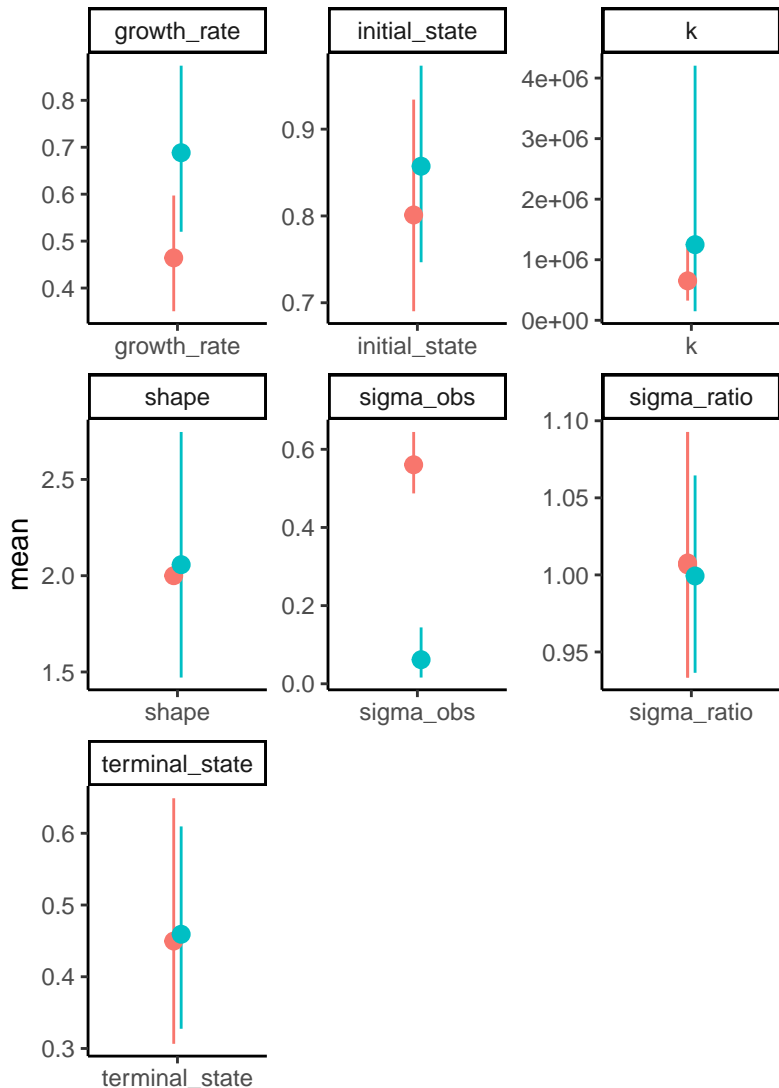 growth_rate
initial_state
k
0.8
0.7
0.6
0.5
0.4
0.9
0.8
0.7
4e+06
3e+06
2e+06
1e+06
0e+00
growth_rate
initial_state
k
shape
sigma_obs
sigma_ratio
2.5
2.0
1.5
0.6
0.4
0.2
0.0
1.10
1.05
1.00
0.95
shape
sigma_obs
sigma_ratio
mean
terminal_state
0.6
0.5
0.4
0.3
terminal_state